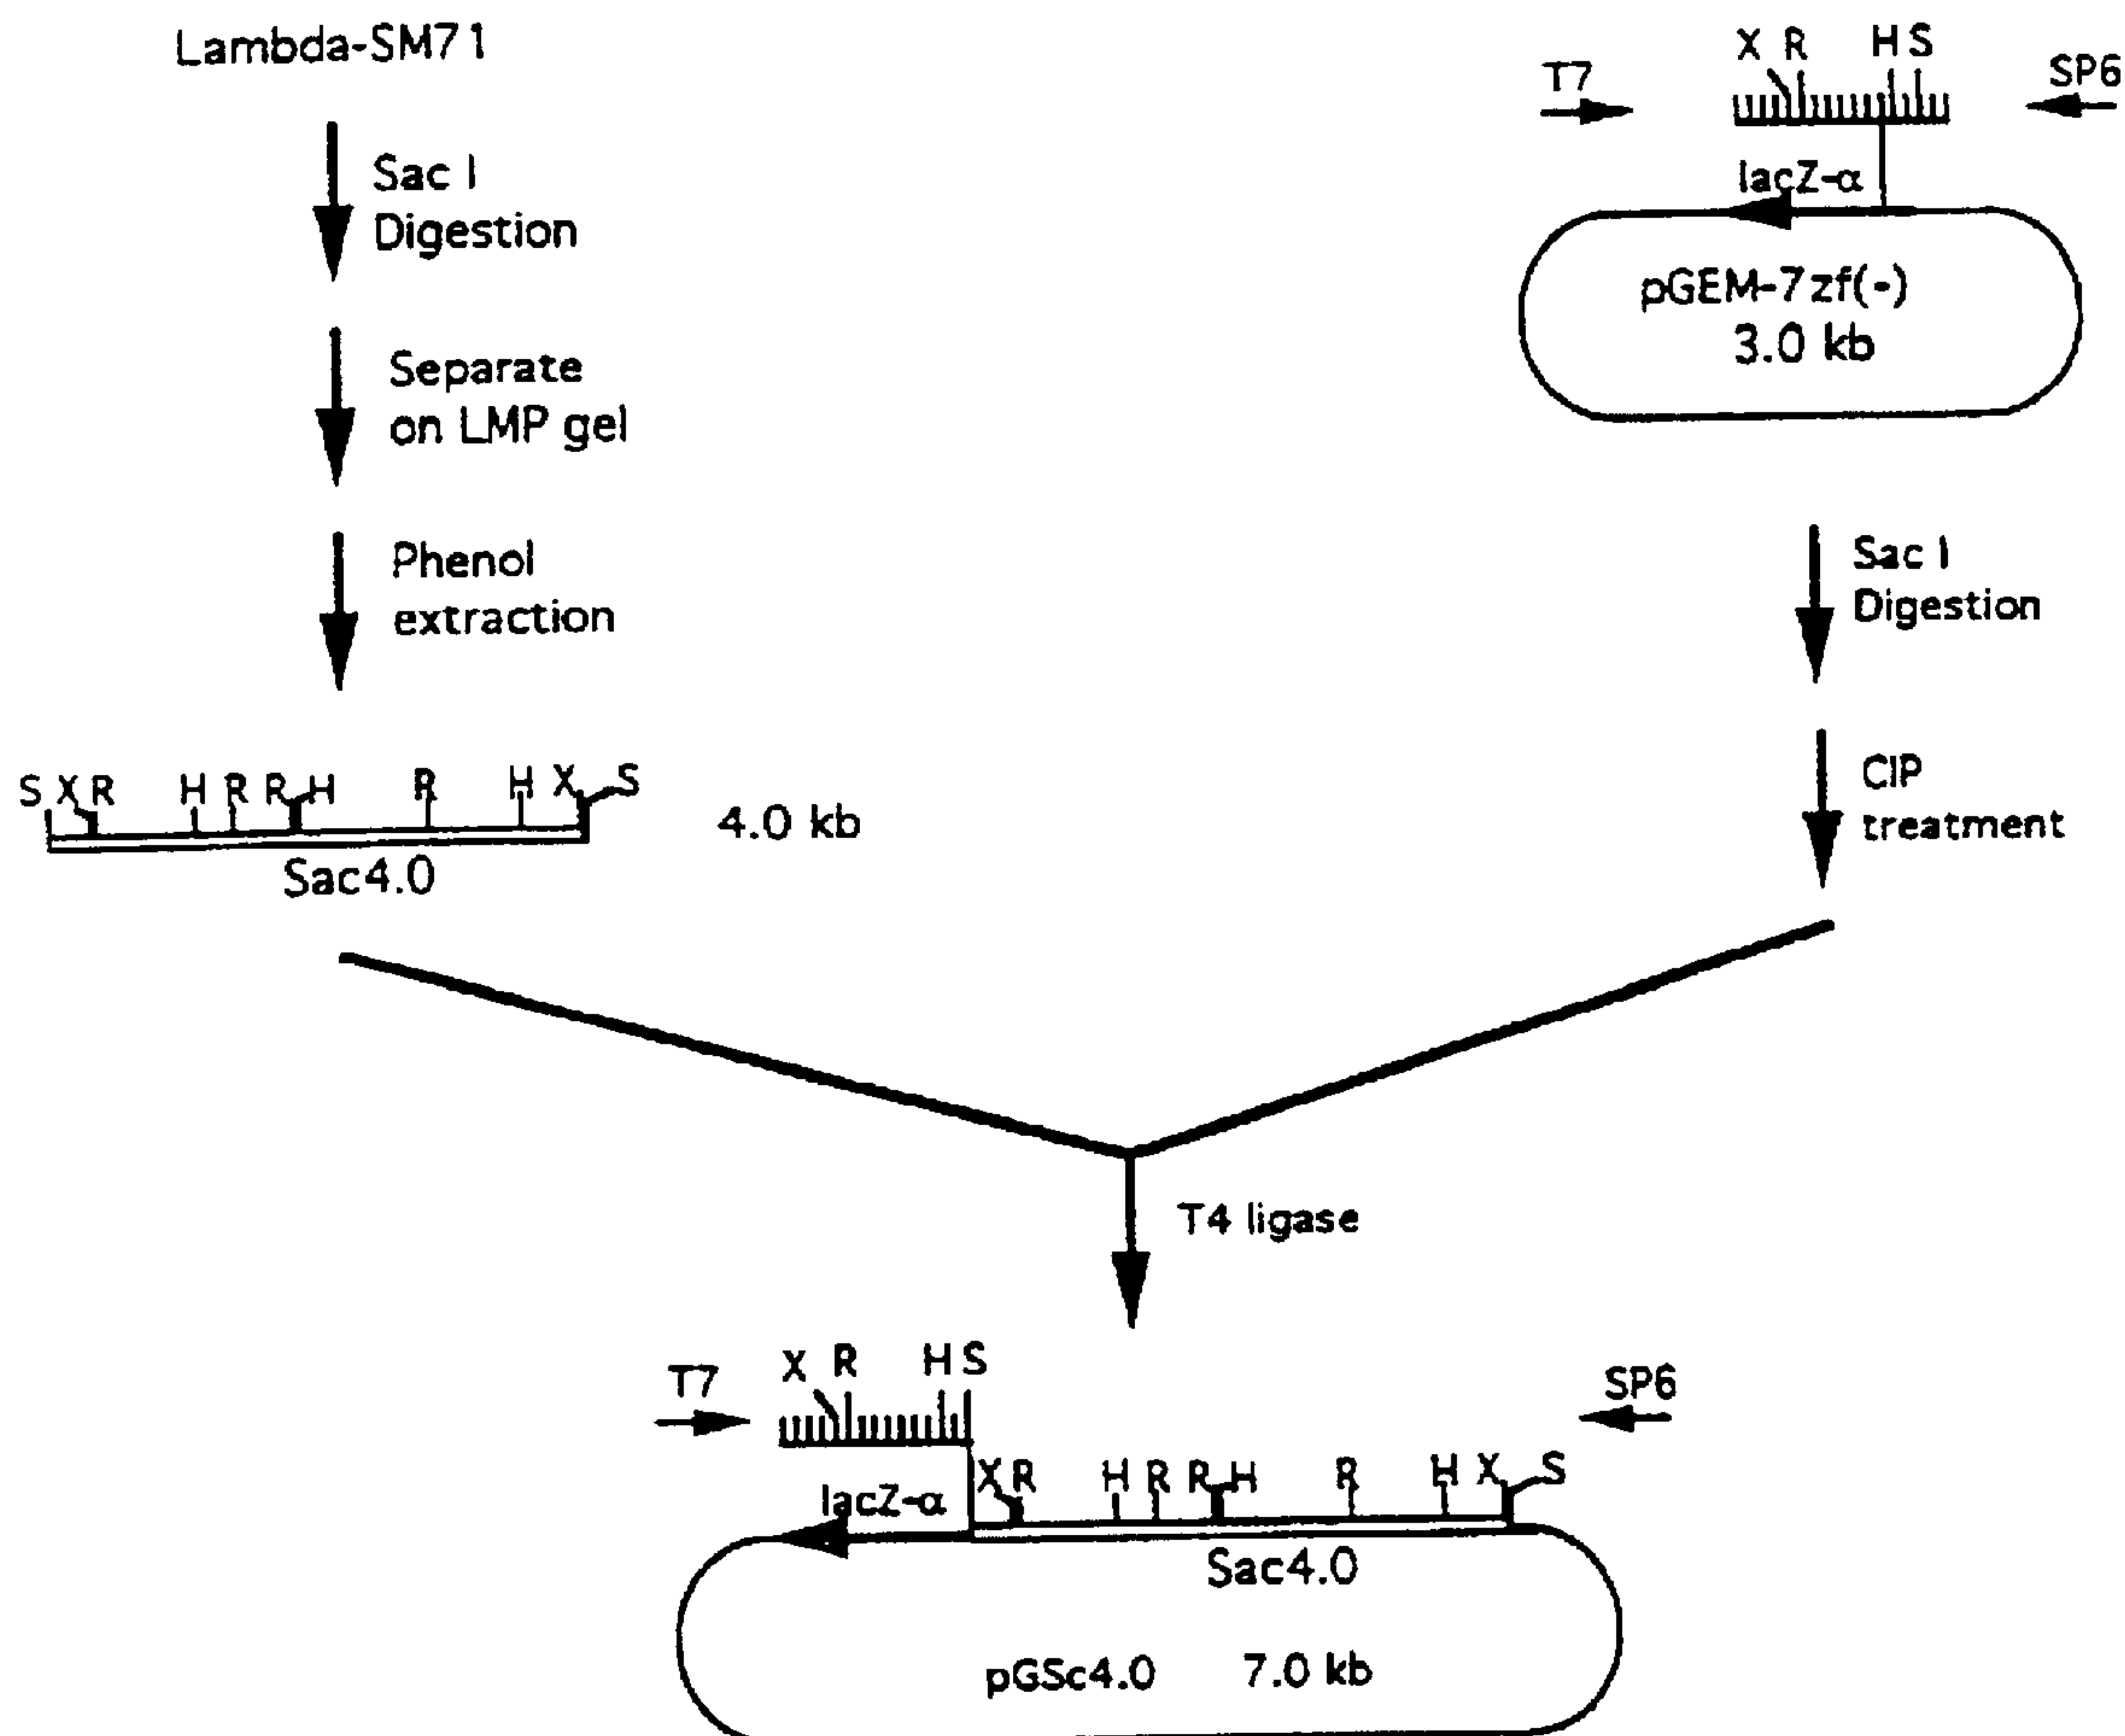 Lambda-SM71
Sac I
Digestion
Separate
on LMP gel
Phenol
extraction
S X R H R R H R H X S
4.0 kb
Sac4.0
X R H S
T7
SP6
lacZ-α
pGEM-7zf(-)
3.0 kb
Sac I
Digestion
CIP
treatment
T4 ligase
X R H S
T7
SP6
X R H R R H R H X S
lacZ-α
Sac4.0
pGSc4.0 7.0 kb